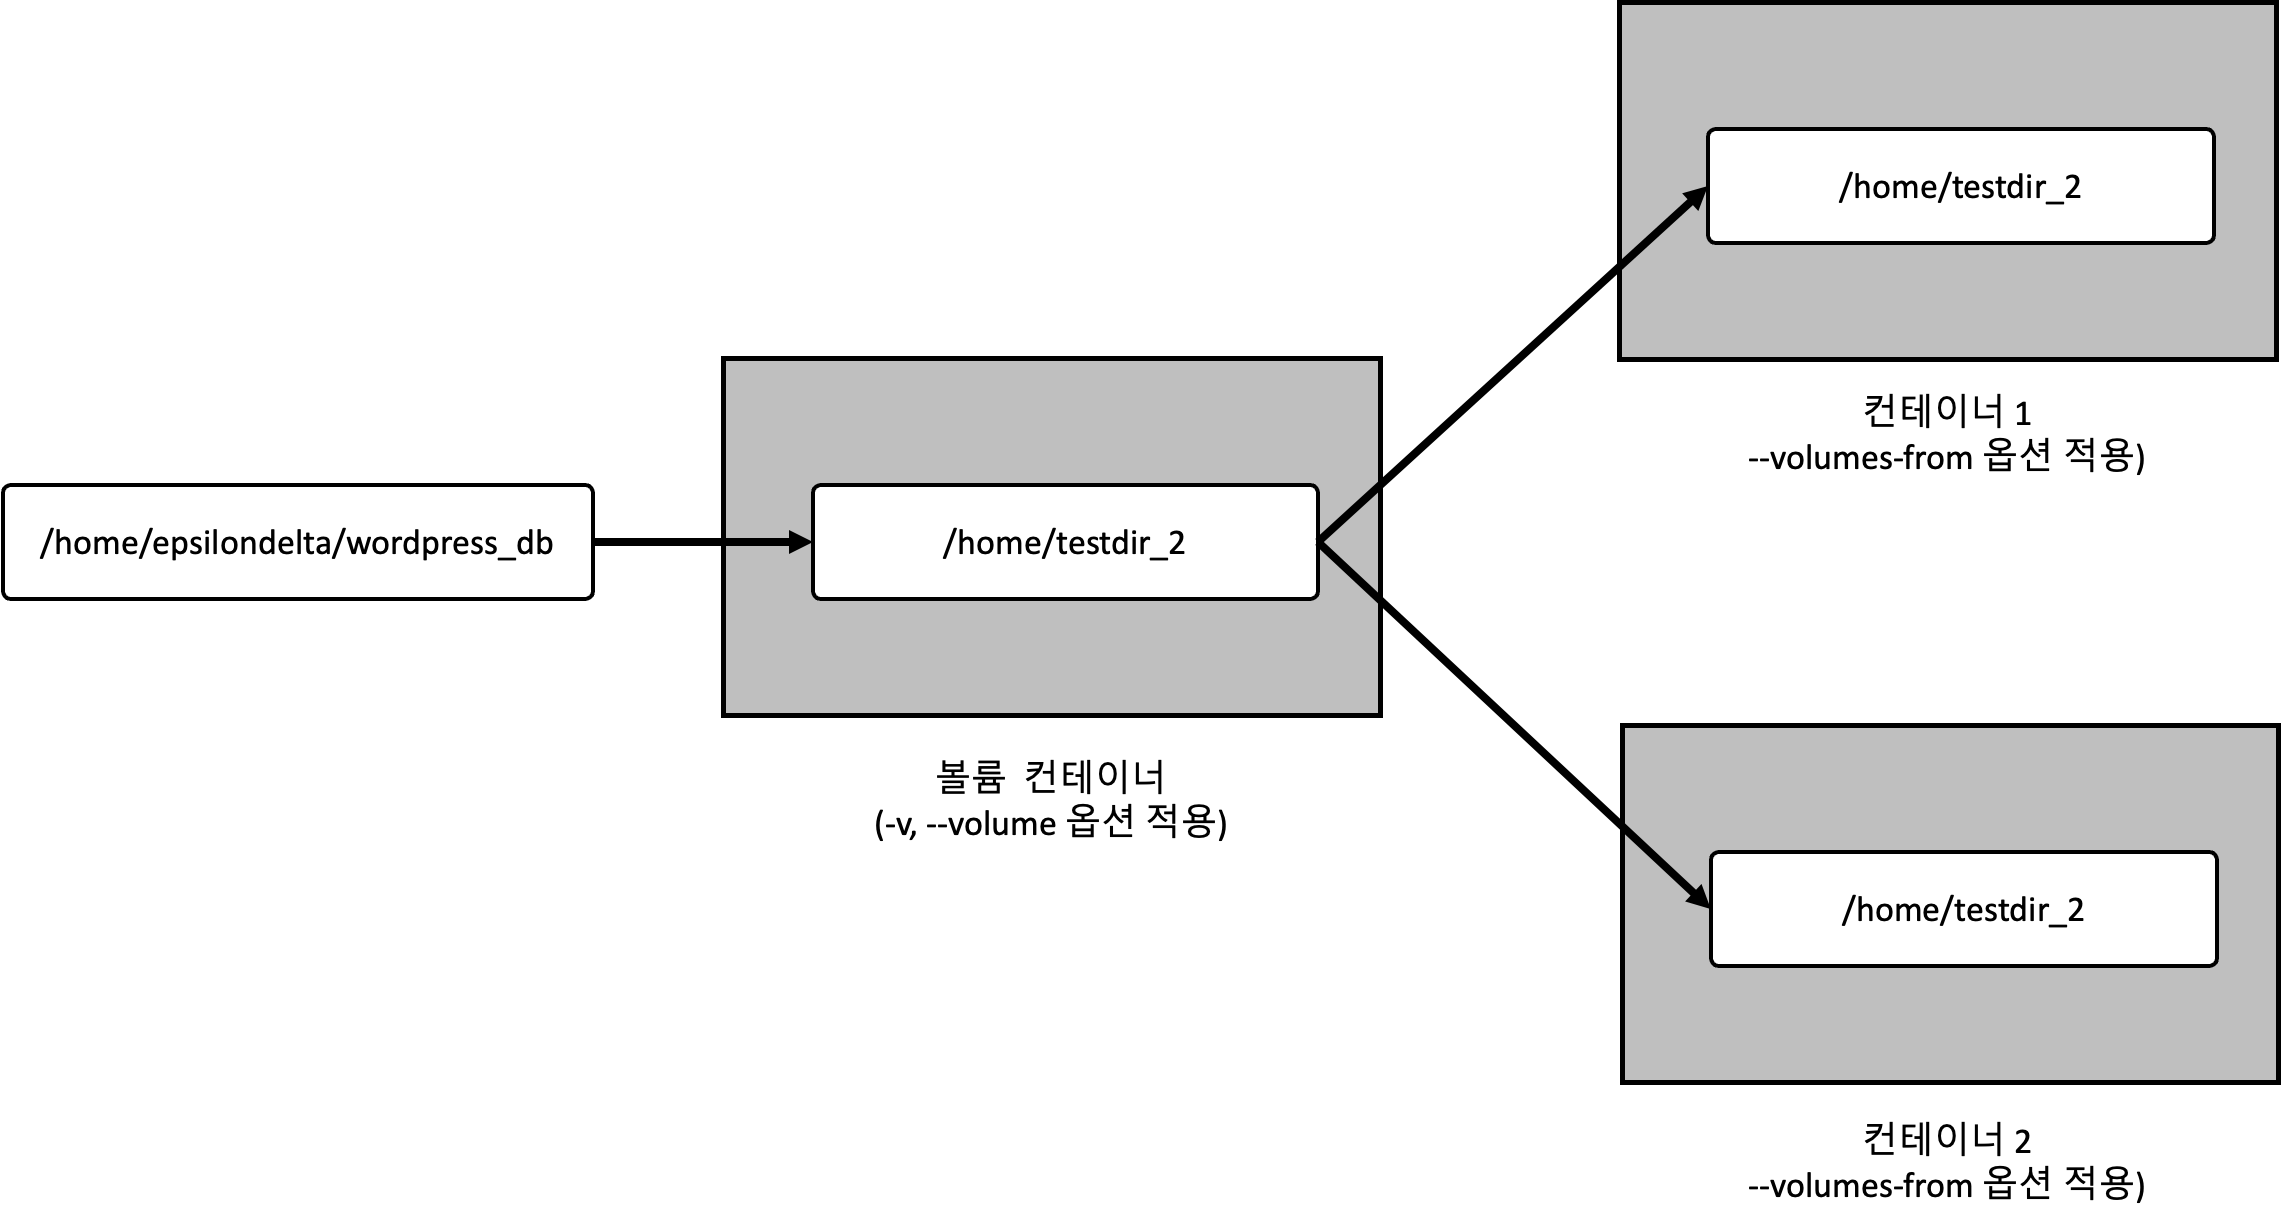 /home/testdir_2
컨테이너 1
--volumes-from 옵션 적용)
/home/epsilondelta/wordpress_db
/home/testdir_2
볼륨 컨테이너
(-v, --volume 옵션 적용)
/home/testdir_2
컨테이너 2
--volumes-from 옵션 적용)